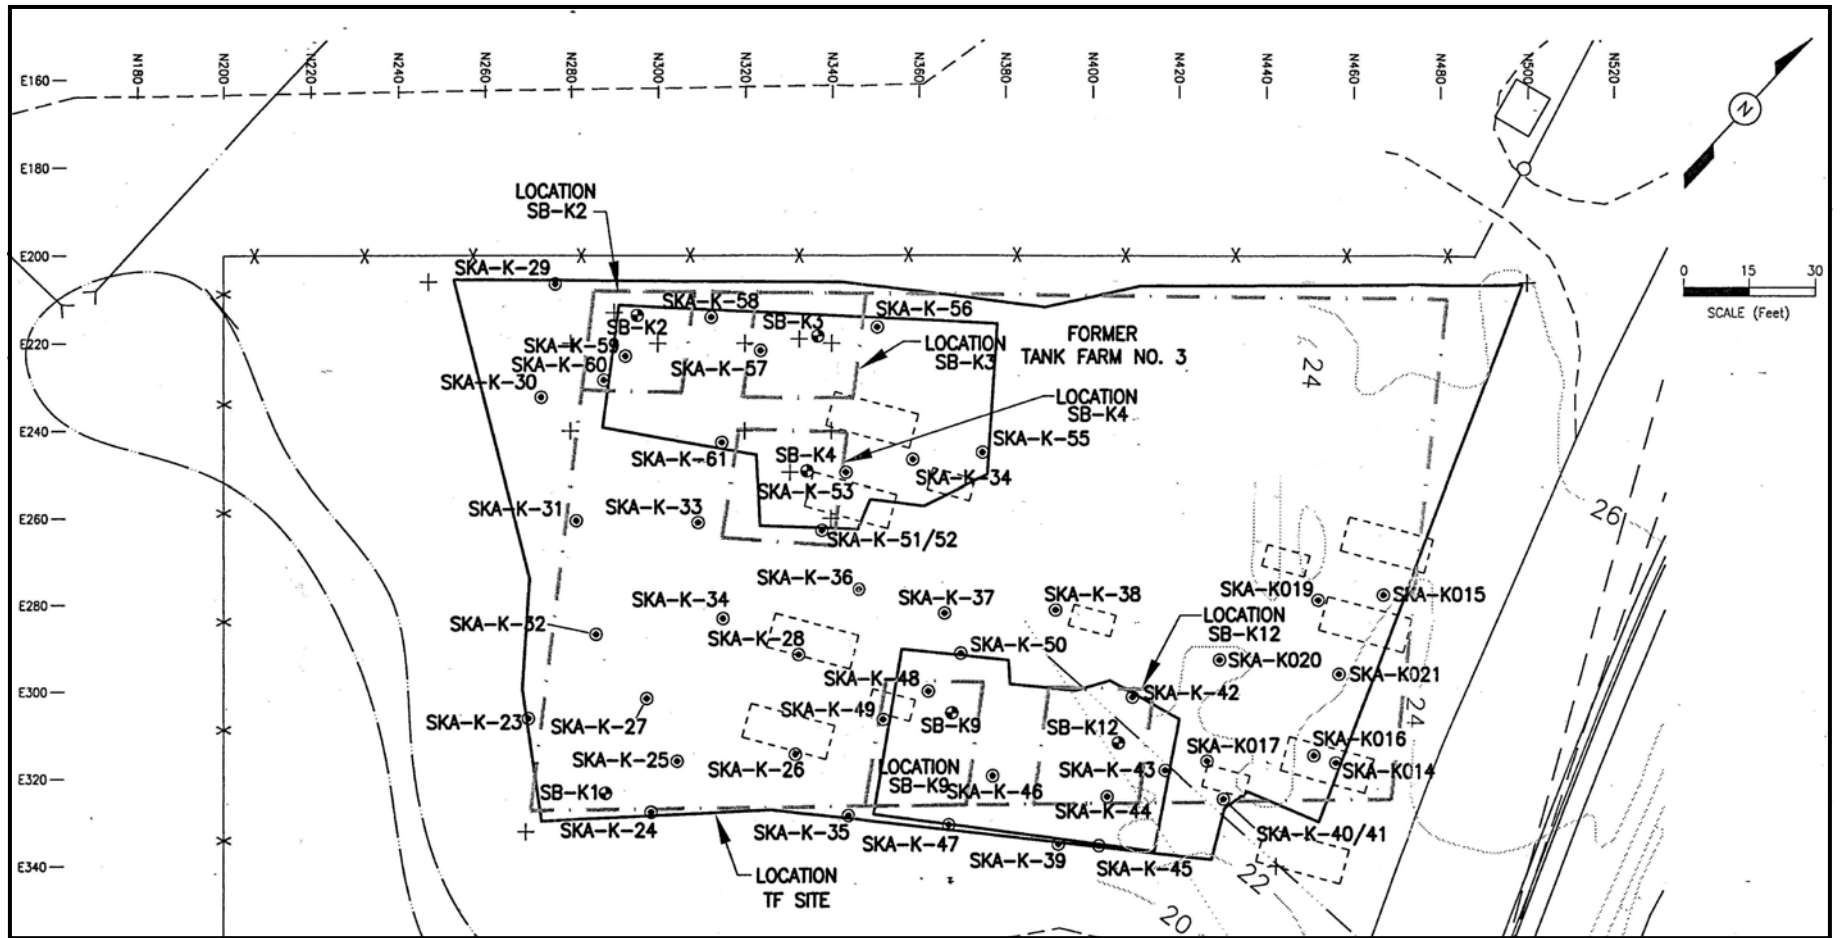 N180
N200
N220
N240
N260
N280
N300
N320
N340
N360
N380
N400
N420
N440
N460
N480
N500
N520
E160
E180
E200
E220
E240
E260
E280
E300
E320
E340
N
0 15 30
SCALE (Feet)
LOCATION
SB-K2
SKA-K-29
SKA-K-58
SKA-K-56
SB-K2
SB-K3
FORMER
TANK FARM NO. 3
LOCATION
SB-K3
SKA-K-59
SKA-K-60
SKA-K-57
SKA-K-30
LOCATION
SB-K4
24
SKA-K-55
SKA-K-61
SB-K4
SKA-K-34
SKA-K-53
SKA-K-31
SKA-K-33
SKA-K-51/52
26
SKA-K-36
SKA-K-37
SKA-K-38
SKA-K019
SKA-K015
SKA-K-34
SKA-K-32
SKA-K-28
SKA-K-50
LOCATION
SB-K12
SKA-K020
SKA-K021
SKA-K-48
SKA-K-42
SKA-K-49
SKA-K-23
SKA-K-27
SB-K9
SB-K12
24
SKA-K017
SKA-K016
SKA-K-25
SKA-K-26
LOCATION
SB-K9
SKA-K-43
SKA-K014
SKA-K-46
SB-K1
SKA-K-44
SKA-K-24
SKA-K-35
SKA-K-47
SKA-K-40/41
SKA-K-39
SKA-K-45
LOCATION
TF SITE
22
20